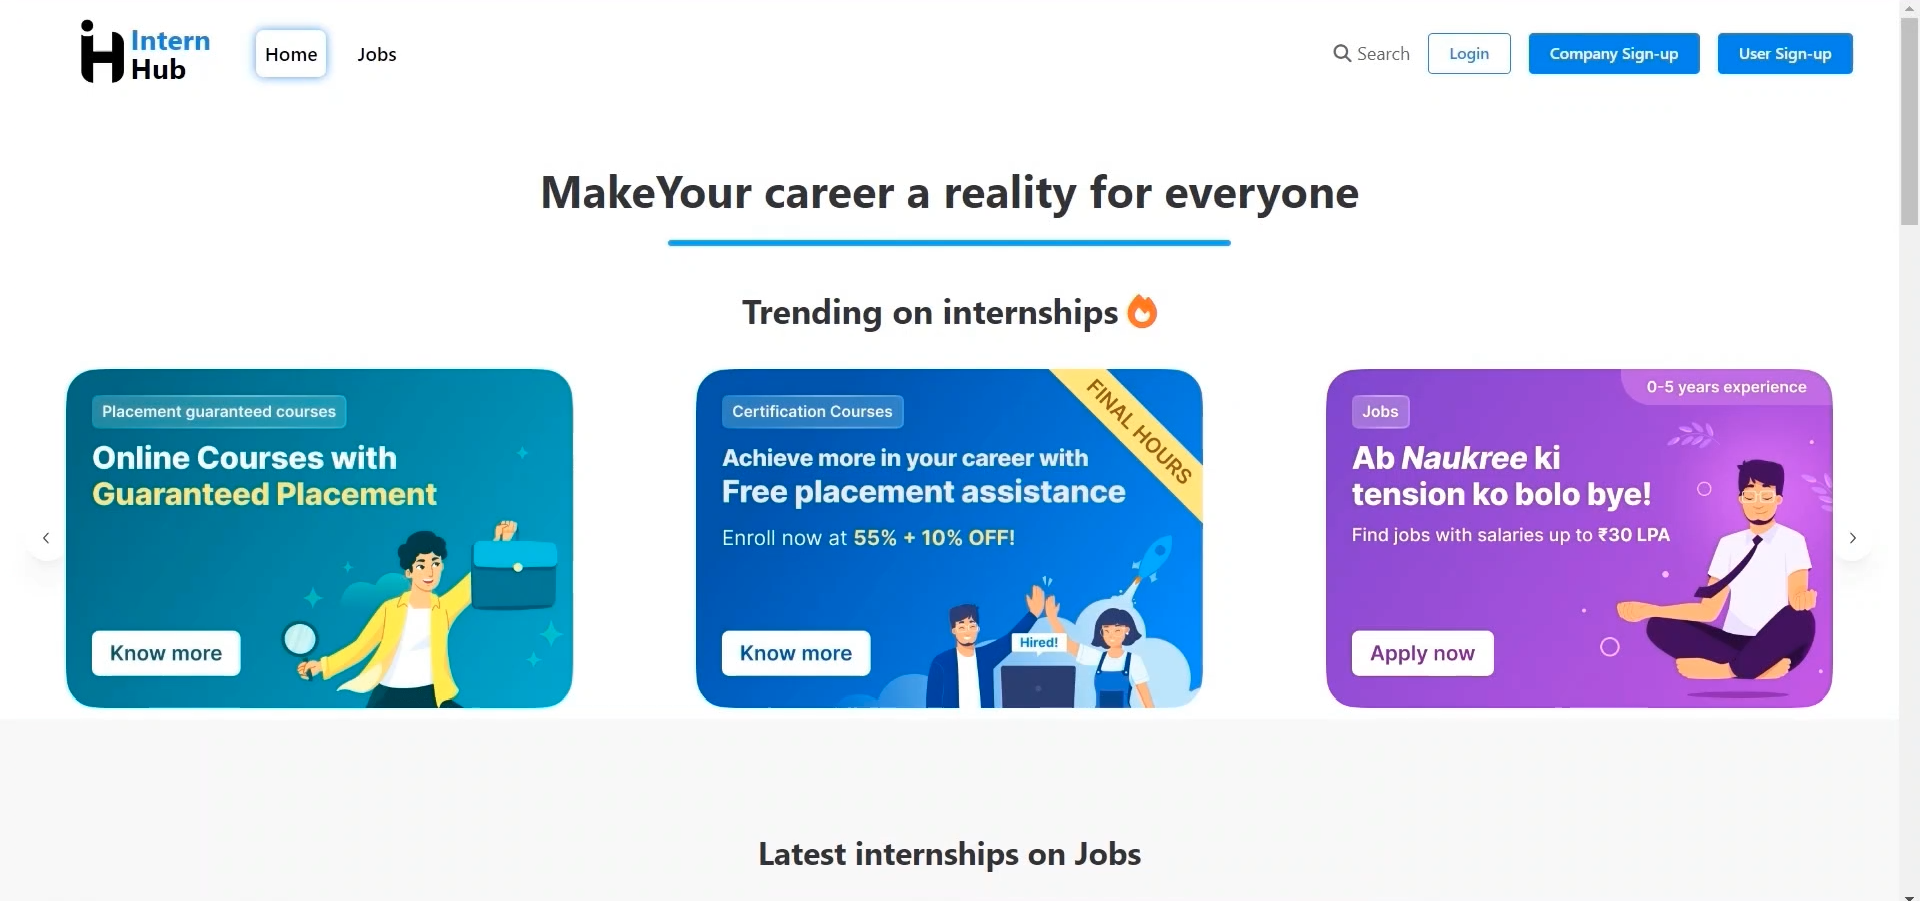 Intern
Hub
Home
Jobs
Search
Login
Company Sign-up
User Sign-up
MakeYour career a reality for everyone
Trending on internships
Placement guaranteed courses
Online Courses with
Guaranteed Placement
Know more
Certification Courses
FINAL HOURS
Achieve more in your career with
Free placement assistance
Enroll now at 55% + 10% OFF!
Hired!
Know more
0-5 years experience
Jobs
Ab Naukree ki
tension ko bolo bye!
Find jobs with salaries up to ₹30 LPA
Apply now
Latest internships on Jobs